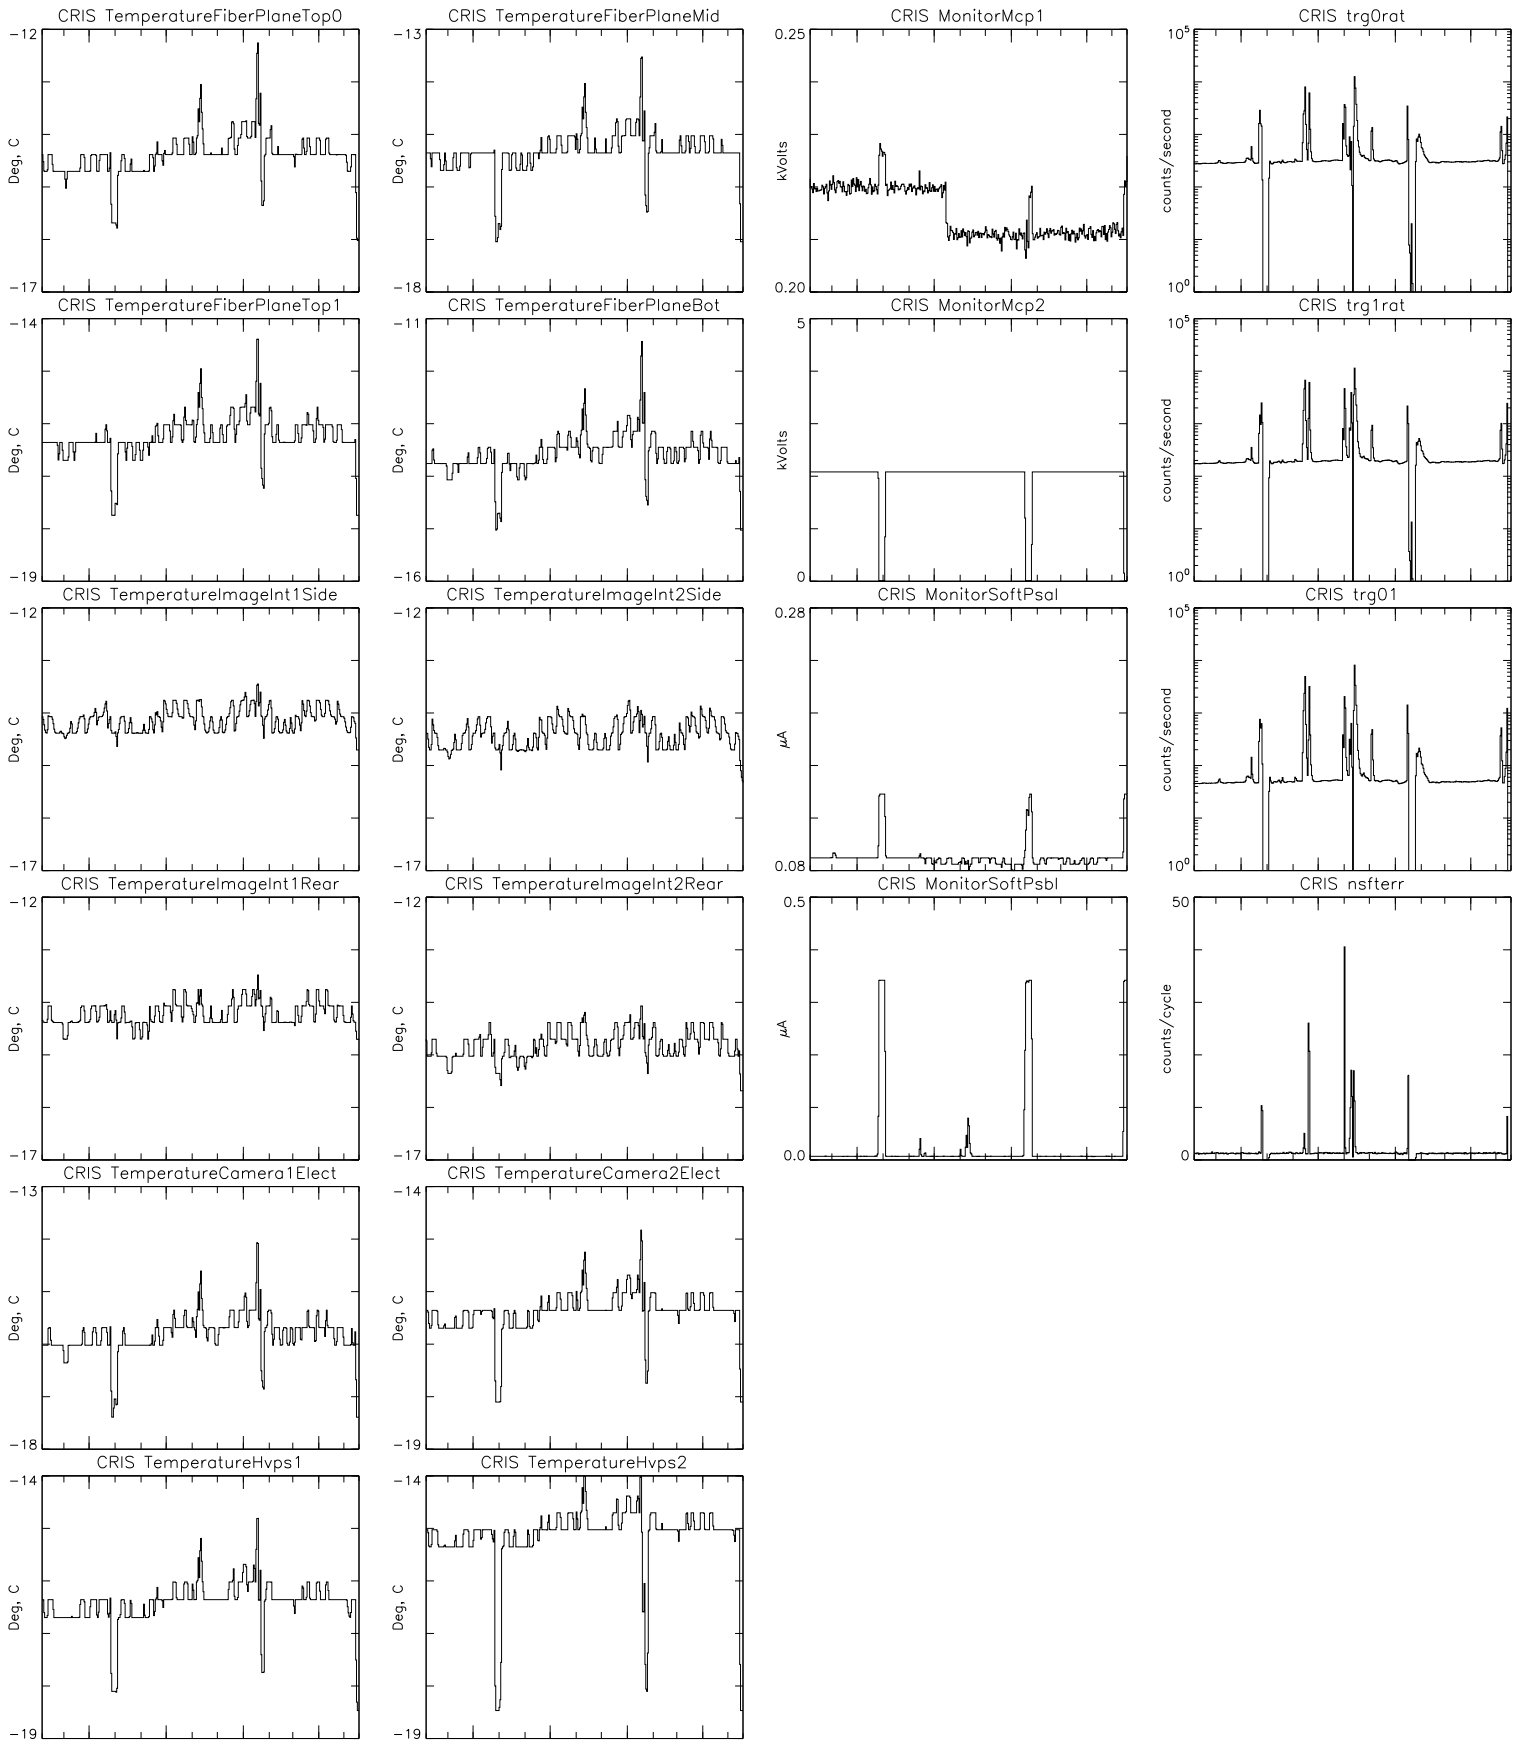 CRIS TemperatureFiberPlaneTop0
-12
Deg, C
-17
CRIS TemperatureFiberPlaneMid
-13
Deg, C
-18
CRIS MonitorMcp1
0.25
kVolts
0.20
CRIS trg0rat
10^5
counts/second
10^0
CRIS TemperatureFiberPlaneTop1
-14
Deg, C
-19
CRIS TemperatureFiberPlaneBot
-11
Deg, C
-16
CRIS MonitorMcp2
5
kVolts
0
CRIS trg1rat
10^5
counts/second
10^0
CRIS TemperatureImageInt1Side
-12
Deg, C
-17
CRIS TemperatureImageInt2Side
-12
Deg, C
-17
CRIS MonitorSoftPsaI
0.28
μA
0.08
CRIS trg01
10^5
counts/second
10^0
CRIS TemperatureImageInt1Rear
-12
Deg, C
-17
CRIS TemperatureImageInt2Rear
-12
Deg, C
-17
CRIS MonitorSoftPsbI
0.5
μA
0.0
CRIS nsfterr
50
counts/cycle
0
CRIS TemperatureCamera1Elect
-13
Deg, C
-18
CRIS TemperatureCamera2Elect
-14
Deg, C
-19
CRIS TemperatureHvps1
-14
Deg, C
-19
CRIS TemperatureHvps2
-14
Deg, C
-19